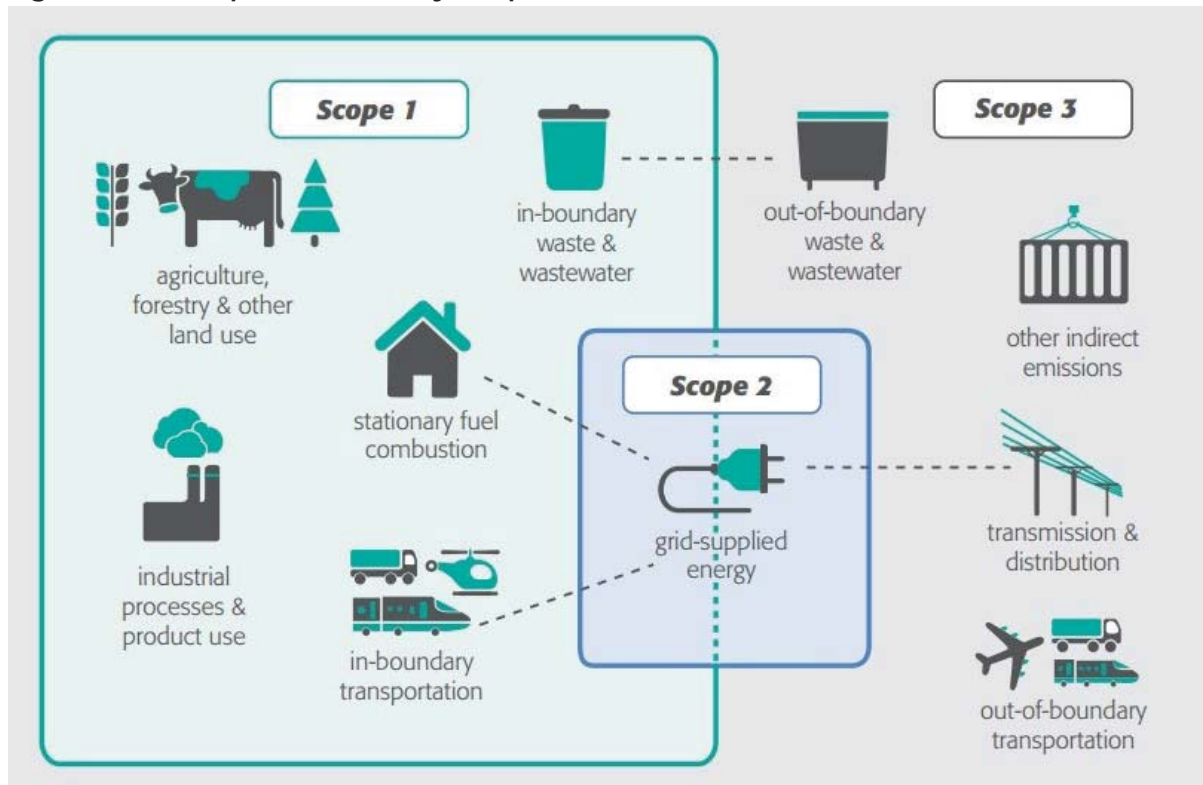 Scope 1
Scope 3
in-boundary
waste &
wastewater
out-of-boundary
waste &
wastewater
agriculture,
forestry & other
land use
other indirect
emissions
Scope 2
stationary fuel
combustion
grid-supplied
energy
transmission &
distribution
industrial
processes &
product use
in-boundary
transportation
out-of-boundary
transportation